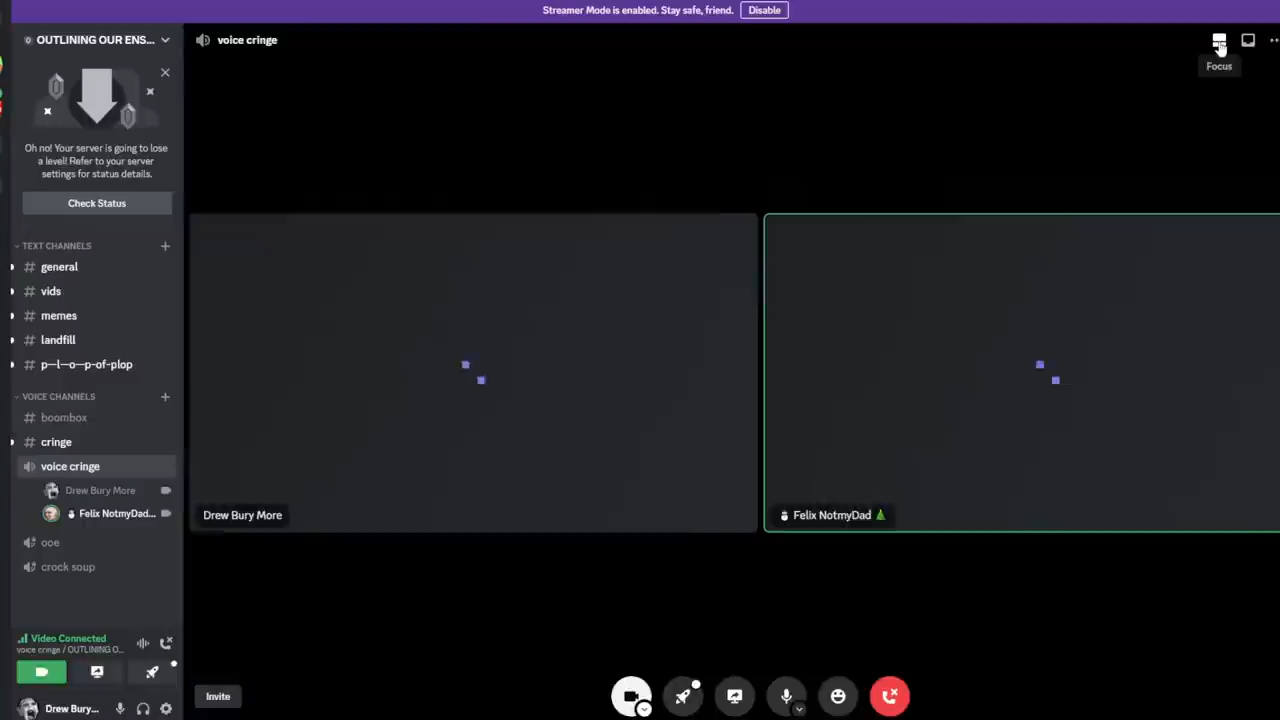 Streamer Mode is enabled. Stay safe, friend.
Disable
OUTLINING OUR ENS...
voice cringe
Focus
Oh no! Your server is going to lose
a level! Refer to your server
settings for status details.
Check Status
TEXT CHANNELS
general
vids
memes
landfill
p—l—o—p-of-plop
VOICE CHANNELS
boombox
cringe
voice cringe
Drew Bury More
Felix NotmyDad...
ooe
crock soup
Drew Bury More
Felix NotmyDad
Video Connected
voice cringe / OUTLINING O...
Drew Bury...
Invite